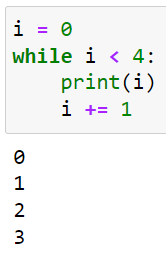 i = 0
while i < 4:
    print(i)
    i += 1
0
1
2
3